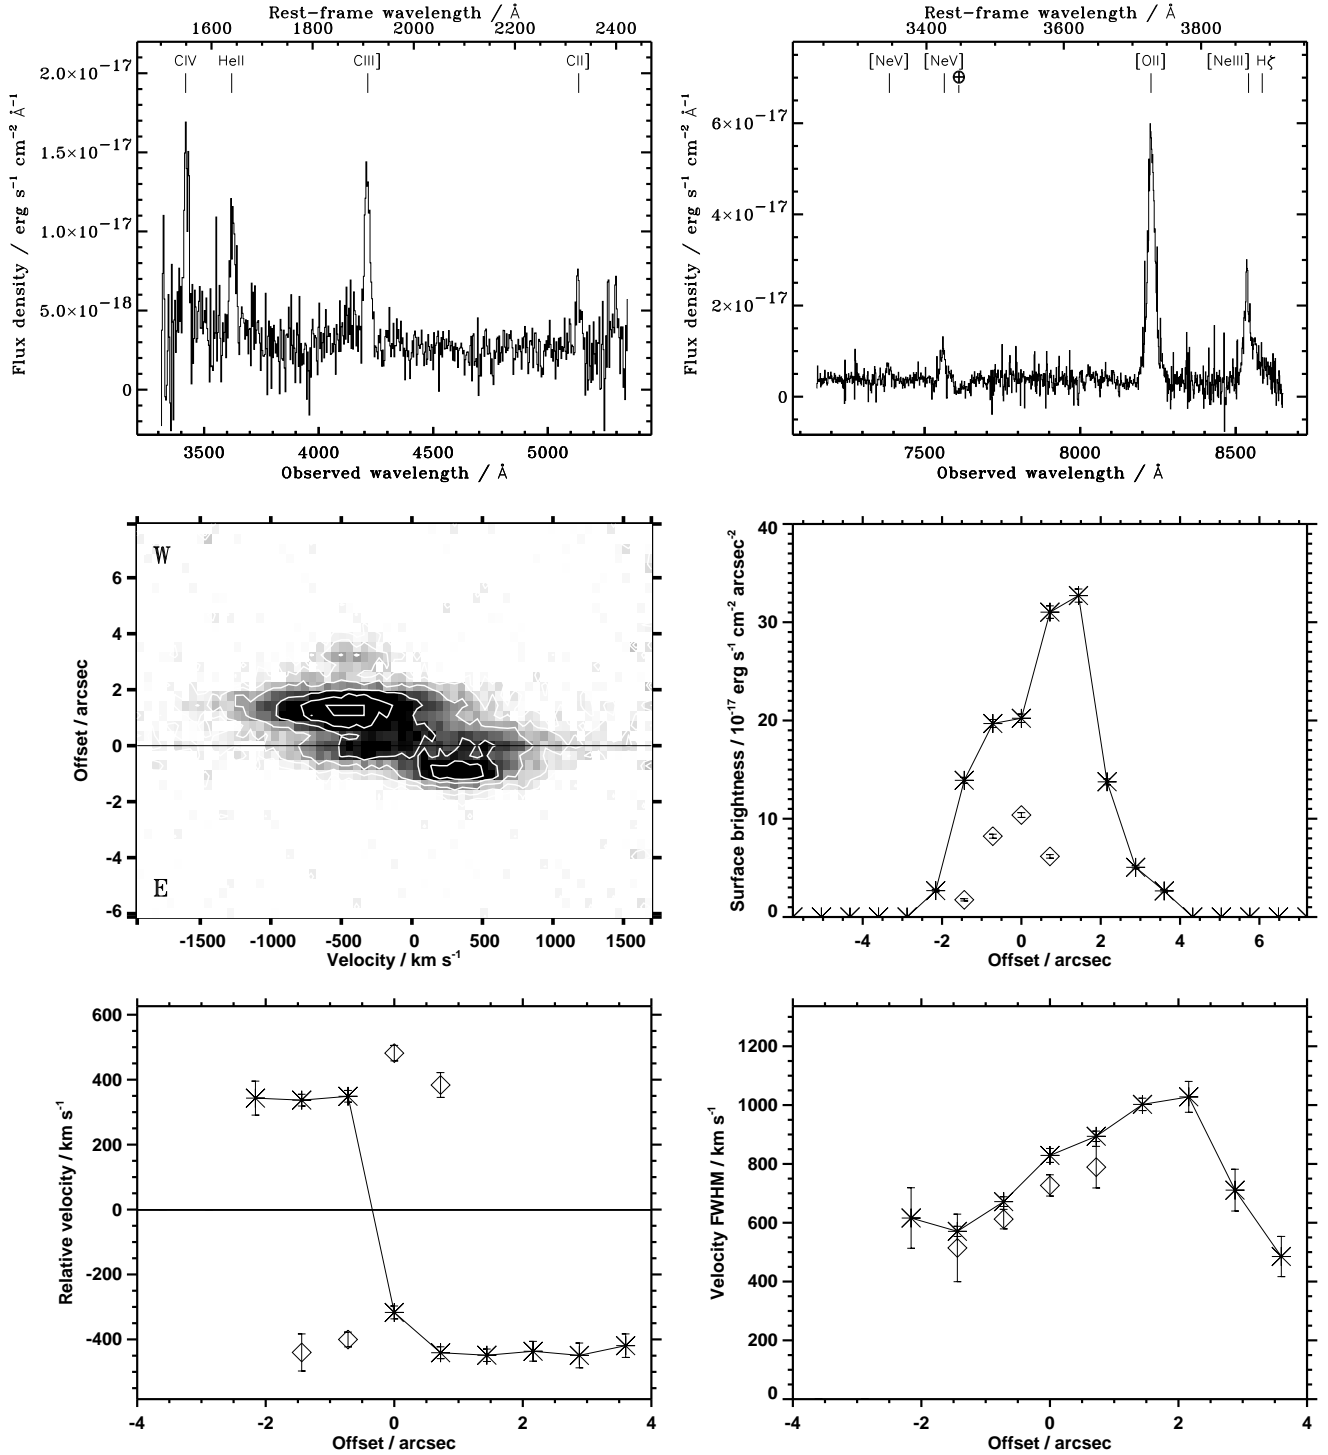 Rest-frame wavelength / Å
1600 1800 2000 2200 2400
CIV HeII CIII] CII]
2.0×10⁻¹⁷
1.5×10⁻¹⁷
1.0×10⁻¹⁷
5.0×10⁻¹⁸
0
Flux density / erg s⁻¹ cm⁻² Å⁻¹
3500 4000 4500 5000
Observed wavelength / Å
Rest-frame wavelength / Å
3400 3600 3800
[NeV] [NeV] ⊕ [OII] [NeIII] Hζ
6×10⁻¹⁷
4×10⁻¹⁷
2×10⁻¹⁷
0
Flux density / erg s⁻¹ cm⁻² Å⁻¹
7500 8000 8500
Observed wavelength / Å
W
6
4
2
0
-2
-4
-6
E
Offset / arcsec
-1500 -1000 -500 0 500 1000 1500
Velocity / km s⁻¹
40
30
20
10
0
Surface brightness / 10⁻¹⁷ erg s⁻¹ cm⁻² arcsec⁻²
-4 -2 0 2 4 6
Offset / arcsec
600
400
200
0
-200
-400
Relative velocity / km s⁻¹
-4 -2 0 2 4
Offset / arcsec
1200
1000
800
600
400
200
0
Velocity FWHM / km s⁻¹
-4 -2 0 2 4
Offset / arcsec